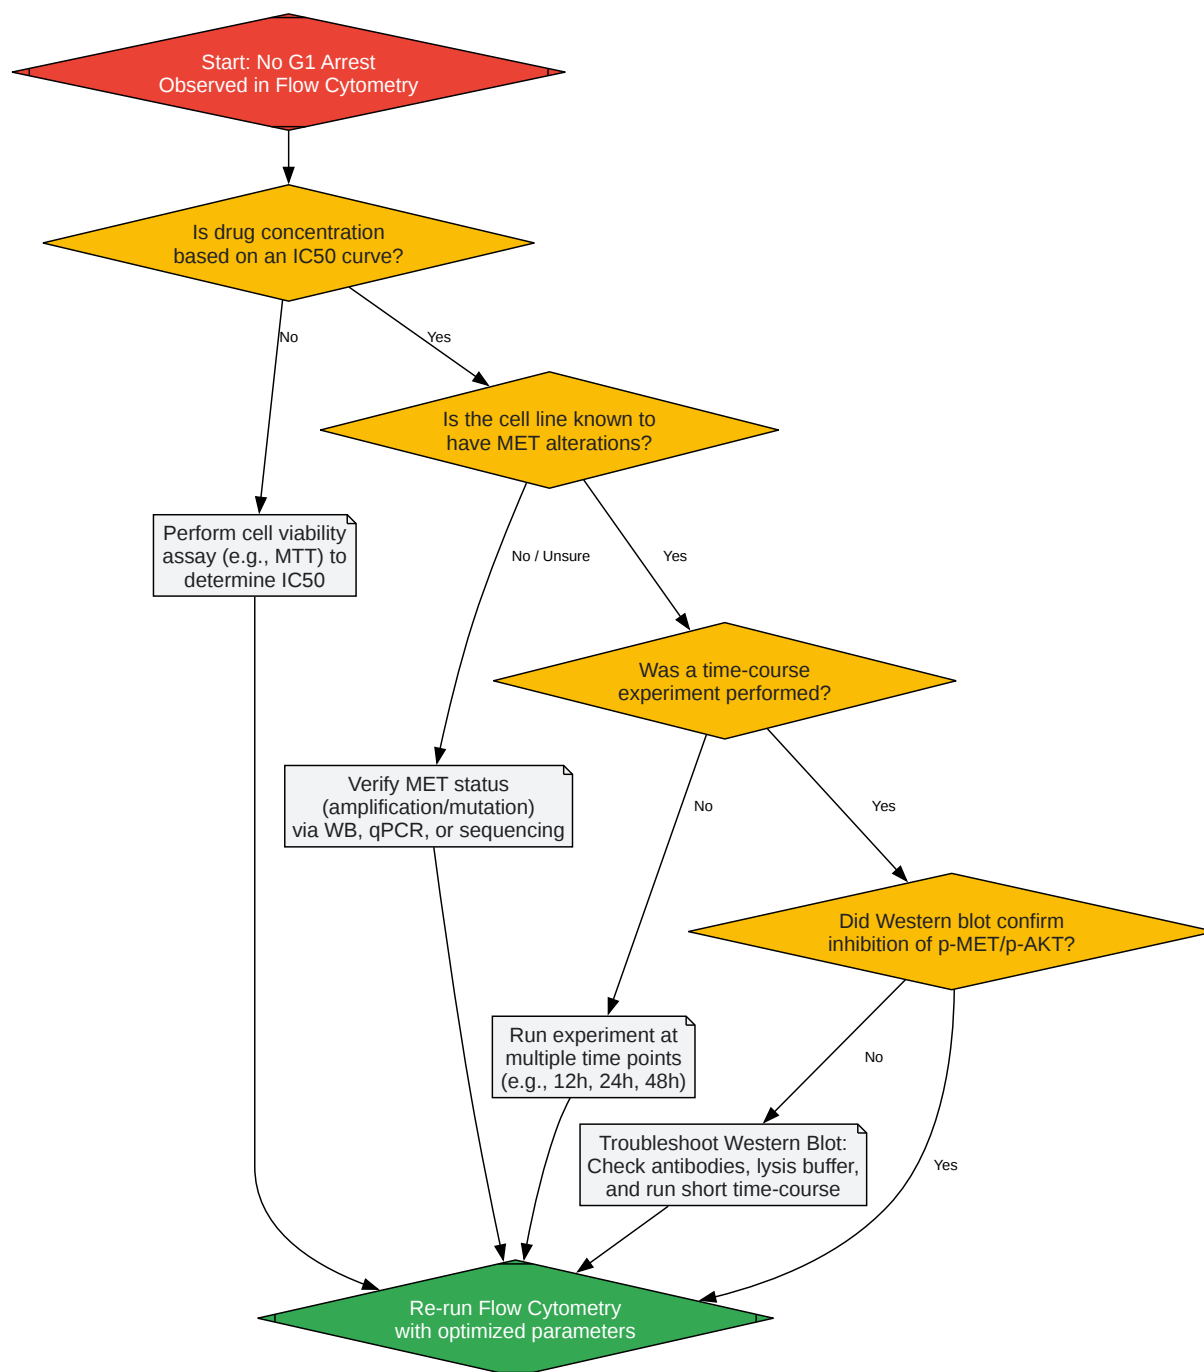 Start: No G1 Arrest
Observed in Flow Cytometry
Is drug concentration
based on an IC50 curve?
No
Yes
Is the cell line known to
have MET alterations?
Perform cell viability
assay (e.g., MTT) to
determine IC50
No / Unsure
Yes
Was a time-course
experiment performed?
Verify MET status
(amplification/mutation)
via WB, qPCR, or sequencing
No
Yes
Did Western blot confirm
inhibition of p-MET/p-AKT?
Run experiment at
multiple time points
(e.g., 12h, 24h, 48h)
No
Troubleshoot Western Blot:
Check antibodies, lysis buffer,
and run short time-course
Yes
Re-run Flow Cytometry
with optimized parameters